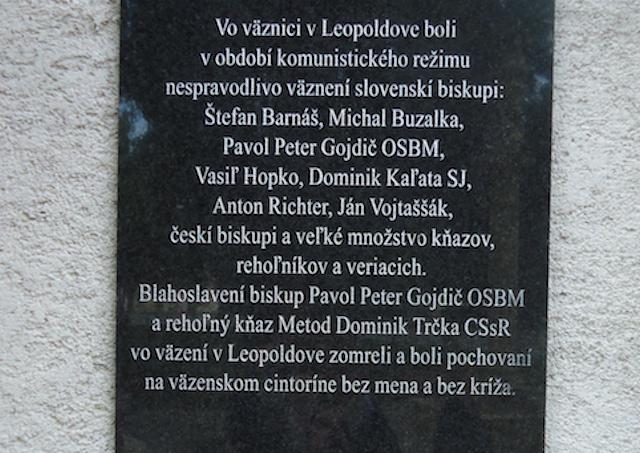 Vo väznici v Leopoldove boli
v období komunistického režimu
nespravodlivo väznení slovenskí biskupi:
Štefan Barnáš, Michal Buzalka,
Pavol Peter Gojdič OSBM,
Vasiľ Hopko, Dominik Kaľata SJ,
Anton Richter, Ján Vojtaššák,
českí biskupi a veľké množstvo kňazov,
rehoľníkov a veriacich.
Blahoslavení biskup Pavol Peter Gojdič OSBM
a rehoľný kňaz Metod Dominik Trčka CSsR
vo väzení v Leopoldove zomreli a boli pochovaní
na väzenskom cintoríne bez mena a bez kríža.